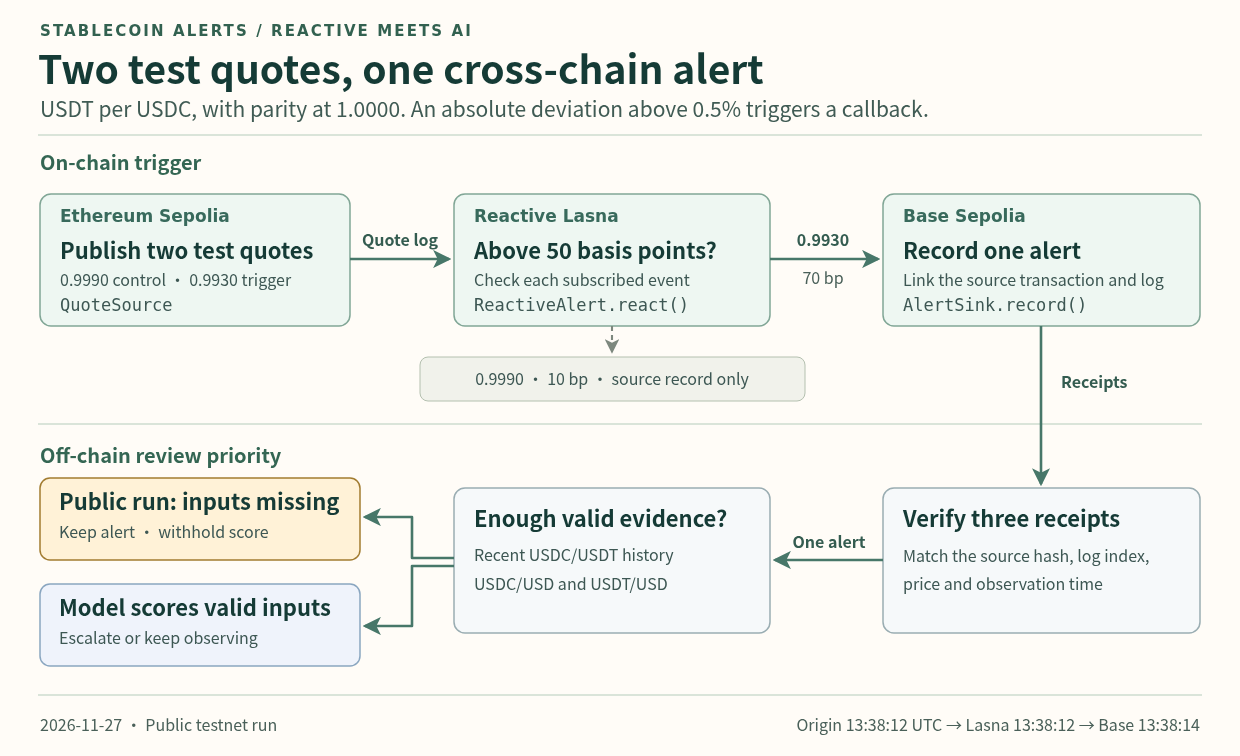 STABLECOIN ALERTS / REACTIVE MEETS AI
Two test quotes, one cross-chain alert
USDT per USDC, with parity at 1.0000. An absolute deviation above 0.5% triggers a callback.
On-chain trigger
Ethereum Sepolia
Publish two test quotes
0.9990 control • 0.9930 trigger
QuoteSource
Quote log
Reactive Lasna
Above 50 basis points?
Check each subscribed event
ReactiveAlert.react()
0.9930
70 bp
Base Sepolia
Record one alert
Link the source transaction and log
AlertSink.record()
0.9990 • 10 bp • source record only
Receipts
Off-chain review priority
Public run: inputs missing
Keep alert • withhold score
Model scores valid inputs
Escalate or keep observing
Enough valid evidence?
Recent USDC/USDT history
USDC/USD and USDT/USD
One alert
Verify three receipts
Match the source hash, log index,
price and observation time
2026-11-27 • Public testnet run
Origin 13:38:12 UTC → Lasna 13:38:12 → Base 13:38:14